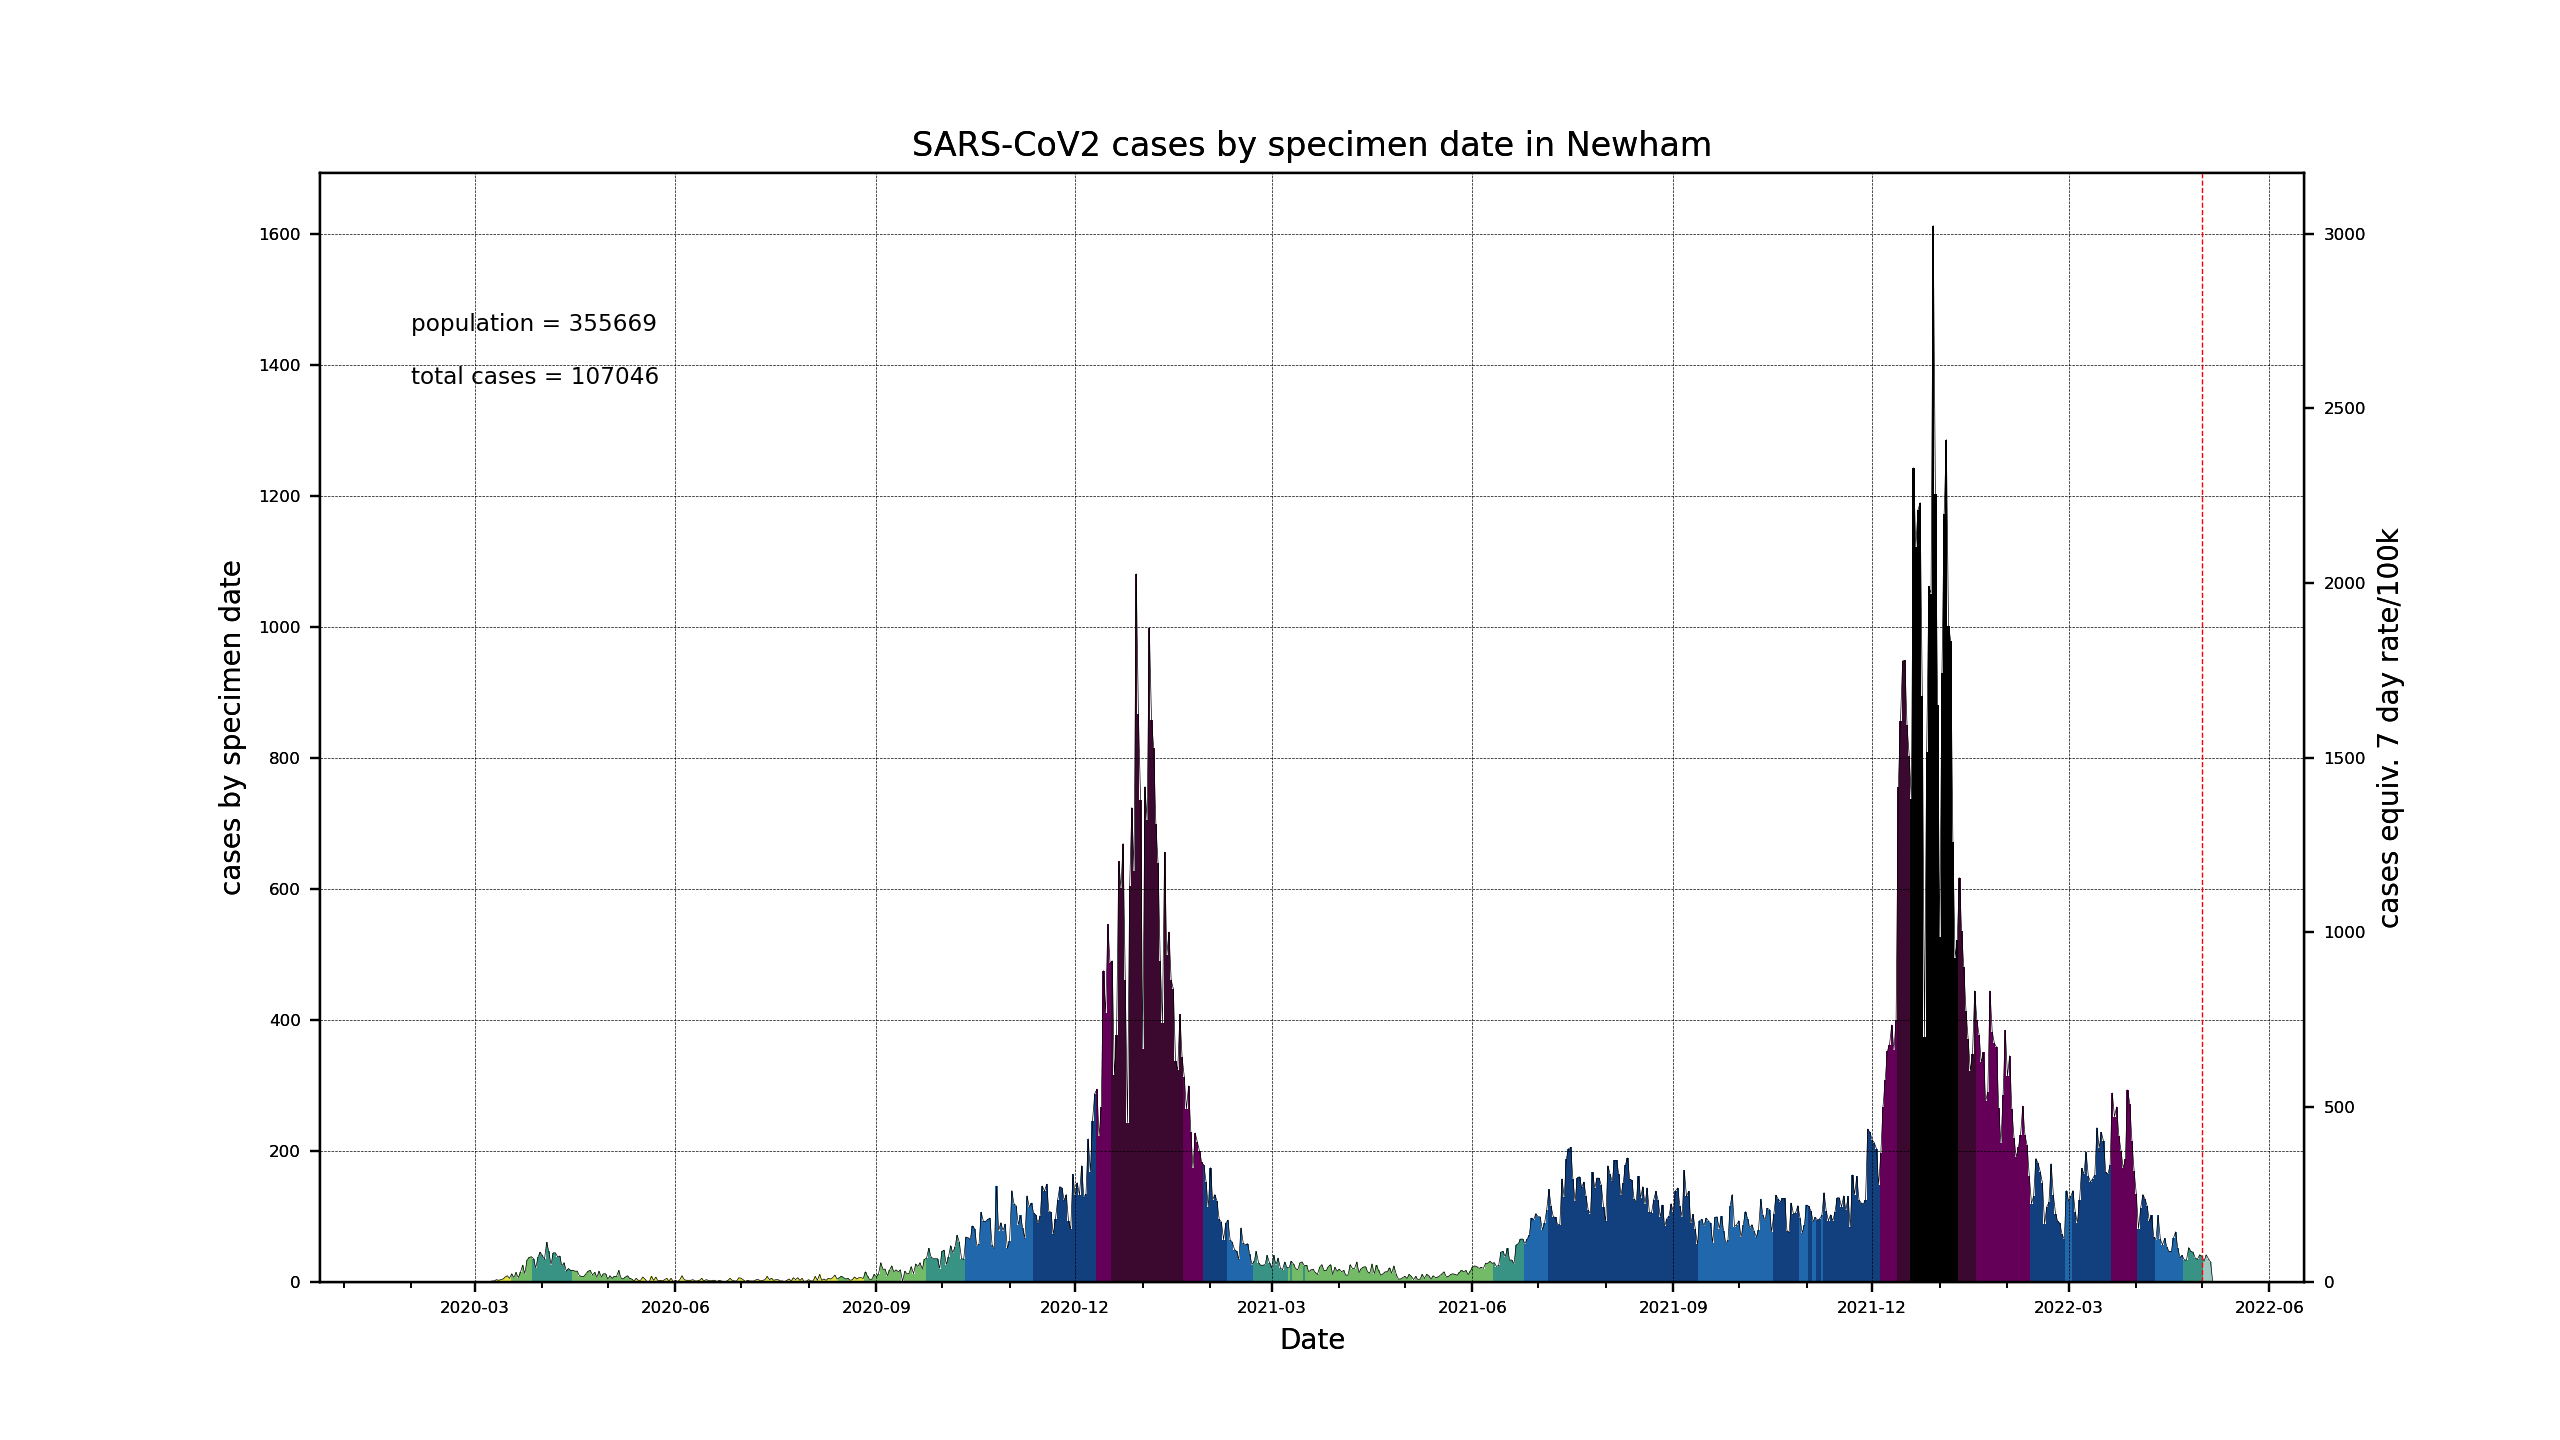 SARS-CoV2 cases by specimen date in Newham
population = 355669
total cases = 107046
cases by specimen date
1600
1400
1200
1000
800
600
400
200
0
3000
2500
2000
1500
1000
500
0
cases equiv. 7 day rate/100k
2020-03 2020-06 2020-09 2020-12 2021-03 2021-06 2021-09 2021-12 2022-03 2022-06
Date